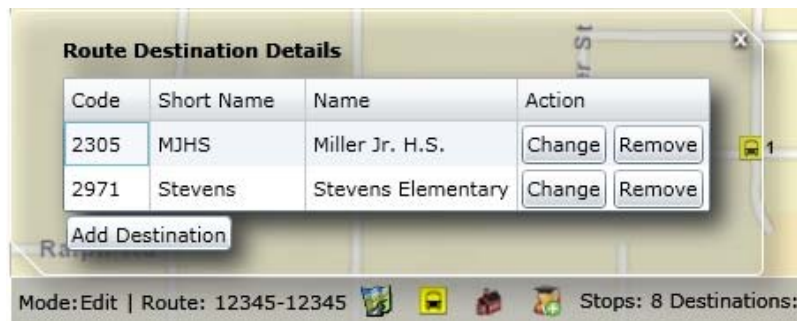 Route Destination Details
Code Short Name Name Action
2305 MJHS Miller Jr. H.S. Change Remove
2971 Stevens Stevens Elementary Change Remove
1
Add Destination
Mode:Edit | Route: 12345-12345 Stops: 8 Destinations: